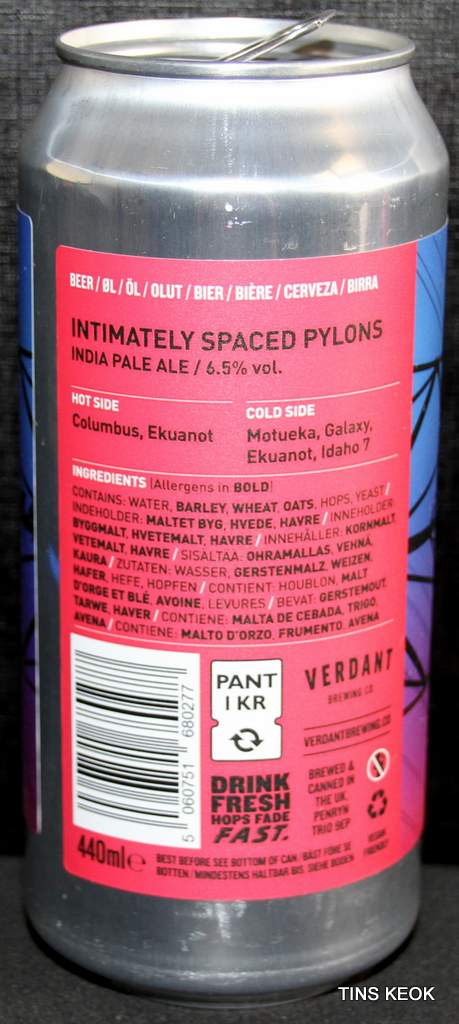 BEER / ØL / ÖL / OLUT / BIER / BIÈRE / CERVEZA / BIRRA
INTIMATELY SPACED PYLONS
INDIA PALE ALE / 6.5% vol.
HOT SIDE
Columbus, Ekuanot
COLD SIDE
Motueka, Galaxy,
Ekuanot, Idaho 7
INGREDIENTS [Allergens in BOLD]
CONTAINS: WATER, BARLEY, WHEAT, OATS, HOPS, YEAST /
INDEHOLDER: MALTET BYG, HVEDE, HAVRE / INNEHOLDER:
BYGGMALT, HVETEMALT, HAVRE / INNEHÅLLER: KORNMALT,
VETEMALT, HAVRE / SISÄLTÄÄ: OHRAMALLAS, VEHNÄ,
KAURA / ZUTATEN: WASSER, GERSTENMALZ, WEIZEN,
HAFER, HEFE, HOPFEN / CONTIENT: HOUBLON, MALT
D'ORGE ET BLÉ, AVOINE, LEVURES / BEVAT: GERSTEMOUT,
TARWE, HAVER / CONTIENE: MALTA DE CEBADA, TRIGO,
AVENA / CONTIENE: MALTO D'ORZO, FRUMENTO, AVENA
5 060751 680277
PANT
1 KR
VERDANT
BREWING CO
VERDANTBREWING.CO
DRINK
FRESH
HOPS FADE
FAST.
BREWED &
CANNED IN
THE UK,
PENRYN
TR10 9EP
VEGAN
FRIENDLY
440ml e
BEST BEFORE SEE BOTTOM OF CAN / BÄST FÖRE SE
BOTTEN / MINDESTENS HALTBAR BIS: SIEHE BODEN
TINS KEOK